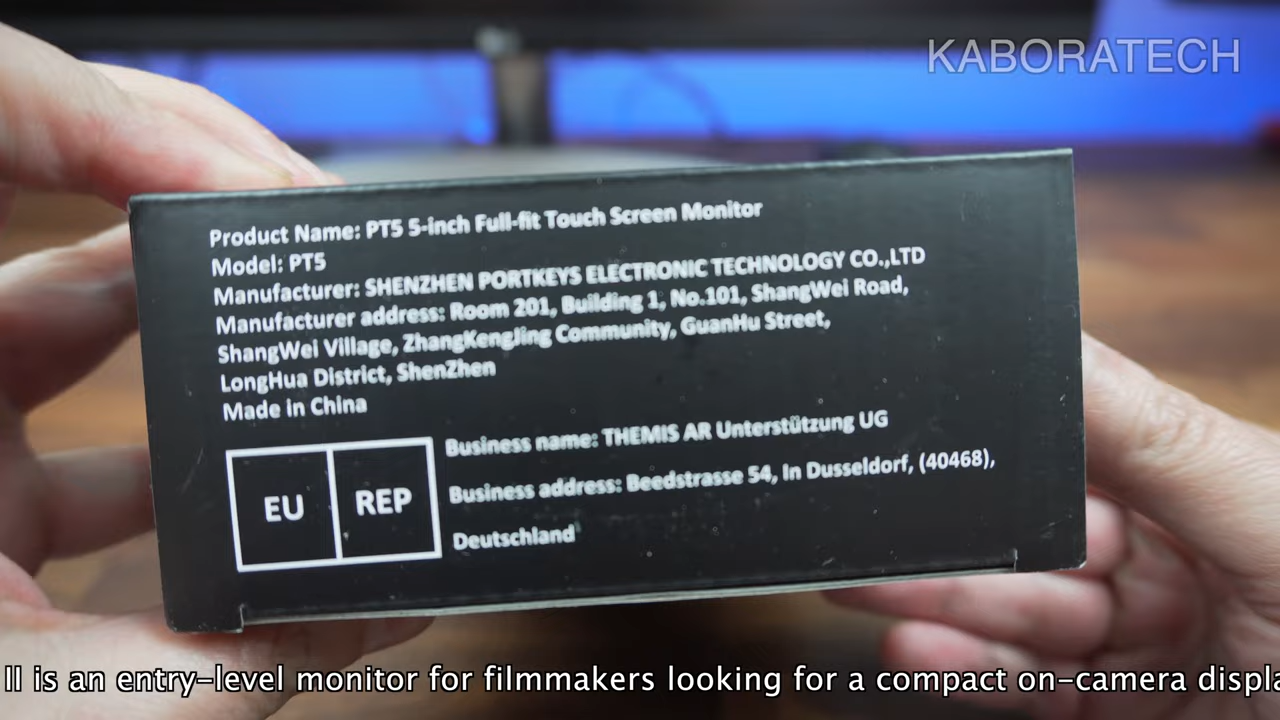 KABORATECH
Product Name: PT5 5-inch Full-fit Touch Screen Monitor
Model: PT5
Manufacturer: SHENZHEN PORTKEYS ELECTRONIC TECHNOLOGY CO.,LTD
Manufacturer address: Room 201, Building 1, No.101, ShangWei Road,
ShangWei Village, ZhangKengJing Community, GuanHu Street,
LongHua District, ShenZhen
Made in China
EU REP
Business name: THEMIS AR Unterstützung UG
Business address: Beedstrasse 54, In Dusseldorf, (40468),
Deutschland
II is an entry-level monitor for filmmakers looking for a compact on-camera displa